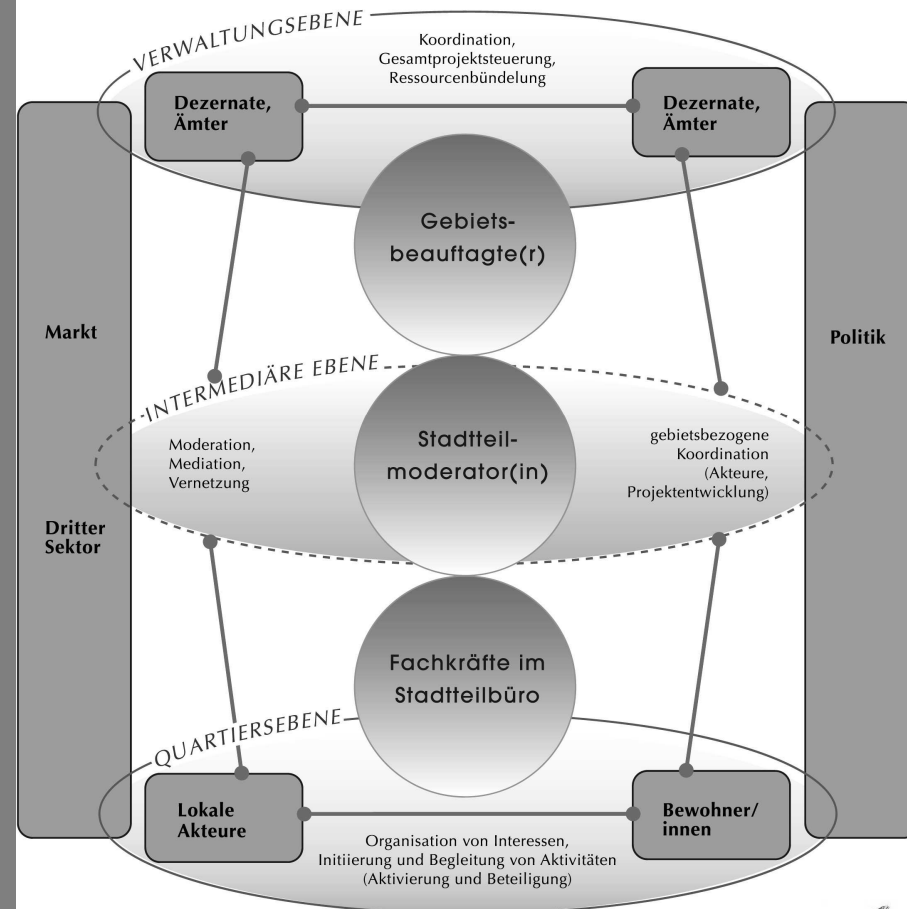 VERWALTUNGSEBENE
Koordination,
Gesamtprojektsteuerung,
Ressourcenbündelung
Dezernate,
Ämter
Dezernate,
Ämter
Gebiets-
beauftagte(r)
Markt
Politik
INTERMEDIÄRE EBENE
Moderation,
Mediation,
Vernetzung
Stadtteil-
moderator(in)
gebietsbezogene
Koordination
(Akteure,
Projektentwicklung)
Dritter
Sektor
Fachkräfte im
Stadtteilbüro
QUARTIERSEBENE
Lokale
Akteure
Bewohner/
innen
Organisation von Interessen,
Initiierung und Begleitung von Aktivitäten
(Aktivierung und Beteiligung)